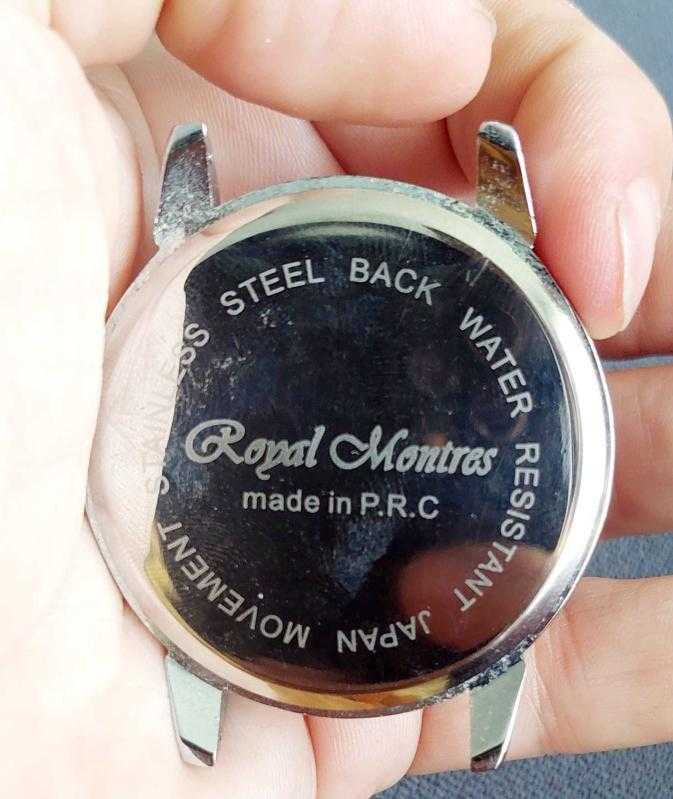 STAINLESS STEEL BACK WATER RESISTANT JAPAN MOVEMENT
Royal Montres
made in P.R.C